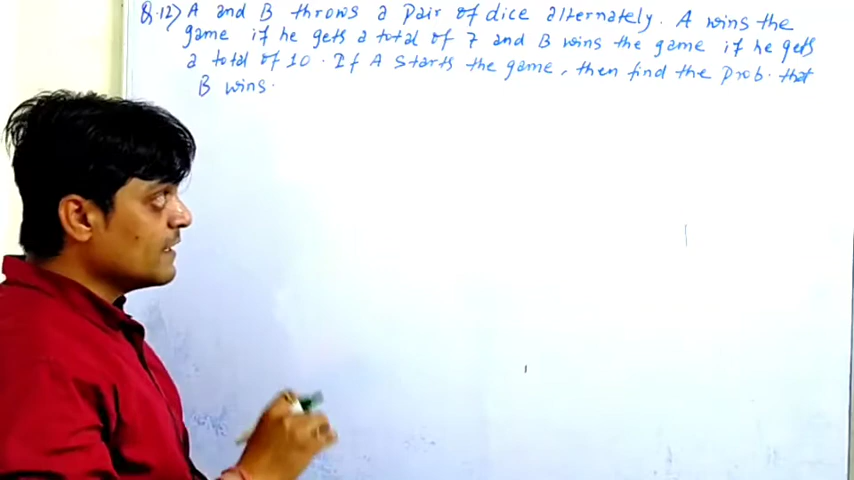 Q.12> A and B throws a pair of dice alternately. A wins the
game if he gets a total of 7 and B wins the game if he gets
a total of 10. If A starts the game, then find the prob. that
B wins.